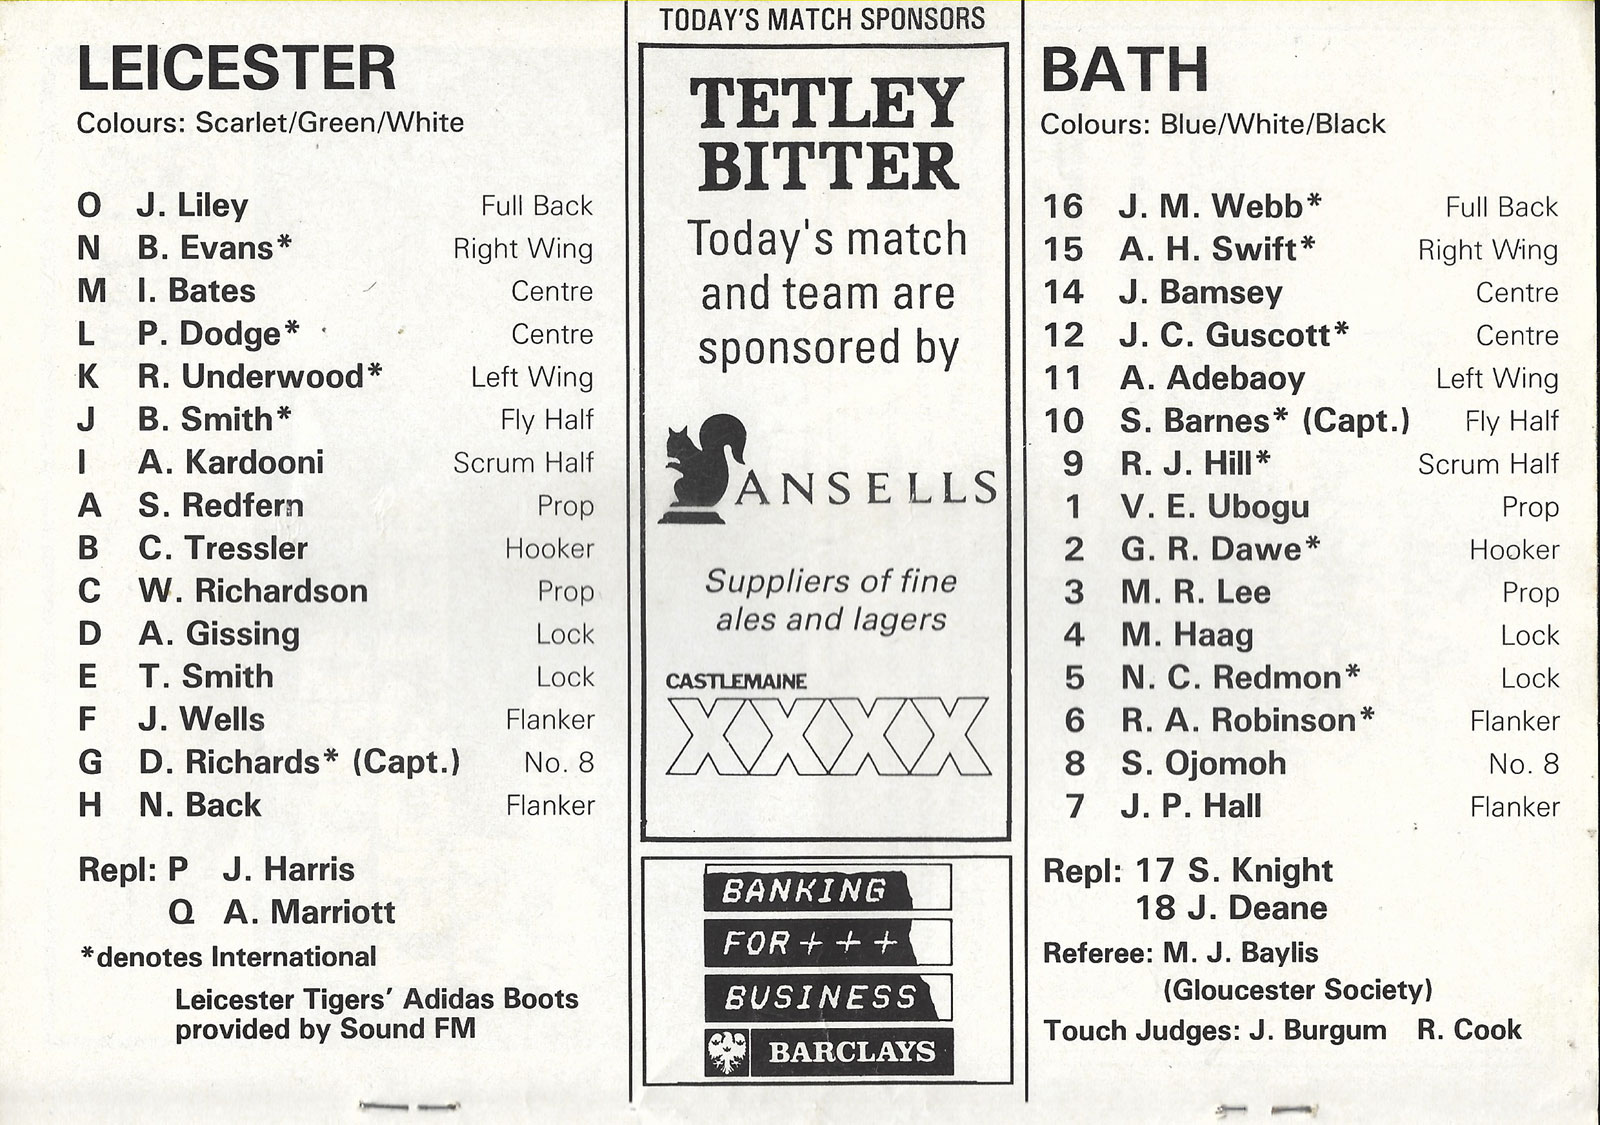 LEICESTER
Colours: Scarlet/Green/White
O J. Liley Full Back
N B. Evans* Right Wing
M I. Bates Centre
L P. Dodge* Centre
K R. Underwood* Left Wing
J B. Smith* Fly Half
I A. Kardooni Scrum Half
A S. Redfern Prop
B C. Tressler Hooker
C W. Richardson Prop
D A. Gissing Lock
E T. Smith Lock
F J. Wells Flanker
G D. Richards* (Capt.) No. 8
H N. Back Flanker
Repl: P J. Harris
Q A. Marriott
*denotes International
Leicester Tigers' Adidas Boots
provided by Sound FM
TODAY'S MATCH SPONSORS
TETLEY
BITTER
Today's match
and team are
sponsored by
ANSELLS
Suppliers of fine
ales and lagers
CASTLEMAINE
XXXX
BANKING
FOR + + +
BUSINESS
BARCLAYS
BATH
Colours: Blue/White/Black
16 J. M. Webb* Full Back
15 A. H. Swift* Right Wing
14 J. Bamsey Centre
12 J. C. Guscott* Centre
11 A. Adebaoy Left Wing
10 S. Barnes* (Capt.) Fly Half
9 R. J. Hill* Scrum Half
1 V. E. Ubogu Prop
2 G. R. Dawe* Hooker
3 M. R. Lee Prop
4 M. Haag Lock
5 N. C. Redmon* Lock
6 R. A. Robinson* Flanker
8 S. Ojomoh No. 8
7 J. P. Hall Flanker
Repl: 17 S. Knight
18 J. Deane
Referee: M. J. Baylis
(Gloucester Society)
Touch Judges: J. Burgum R. Cook